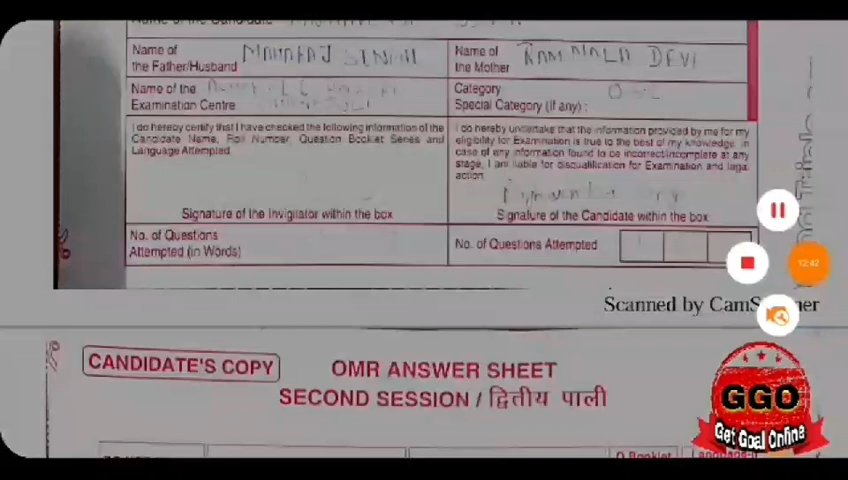 Name of the Candidate
Name of the Father/Husband MAHARAJ SINGH
Name of the Mother RAMMALA DEVI
Name of the Examination Centre
Category OBC
Special Category (if any) :
I do hereby certify that I have checked the following information of the
Candidate Name, Roll Number, Question Booklet Series and
Language Attempted.
Signature of the Invigilator within the box
I do hereby undertake that the information provided by me for my
eligibility for Examination is true to the best of my knowledge, in
case of any information found to be incorrect/incomplete at any
stage, I am liable for disqualification for Examination and legal
action.
Signature of the Candidate within the box
No. of Questions
Attempted (in Words)
No. of Questions Attempted
12:42
Scanned by CamScanner
CANDIDATE'S COPY
OMR ANSWER SHEET
SECOND SESSION / द्वितीय पाली
Q.Booklet
GGO
Get Goal Online